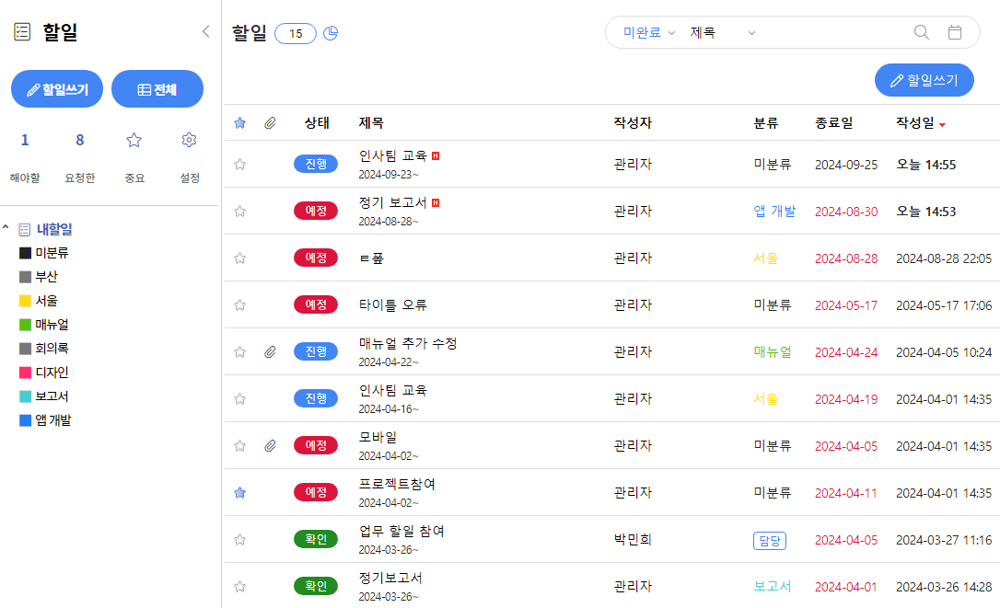 할일
할일쓰기 전체
1 8
해야할 요청한 중요 설정
내할일
미분류
부산
서울
매뉴얼
회의록
디자인
보고서
앱 개발
할일 15
미완료 제목
할일쓰기
상태 제목 작성자 분류 종료일 작성일
진행 인사팀 교육 N 관리자 미분류 2024-09-25 오늘 14:55
2024-09-23~
예정 정기 보고서 N 관리자 앱 개발 2024-08-30 오늘 14:53
2024-08-28~
예정 ㅌ풒 관리자 서울 2024-08-28 2024-08-28 22:05
예정 타이틀 오류 관리자 미분류 2024-05-17 2024-05-17 17:06
진행 매뉴얼 추가 수정 관리자 매뉴얼 2024-04-24 2024-04-05 10:24
2024-04-22~
진행 인사팀 교육 관리자 서울 2024-04-19 2024-04-01 14:35
2024-04-16~
예정 모바일 관리자 미분류 2024-04-05 2024-04-01 14:35
2024-04-02~
예정 프로젝트참여 관리자 미분류 2024-04-11 2024-04-01 14:35
2024-04-02~
확인 업무 할일 참여 박민희 담당 2024-04-05 2024-03-27 11:16
2024-03-26~
확인 정기보고서 관리자 보고서 2024-04-01 2024-03-26 14:28
2024-03-26~